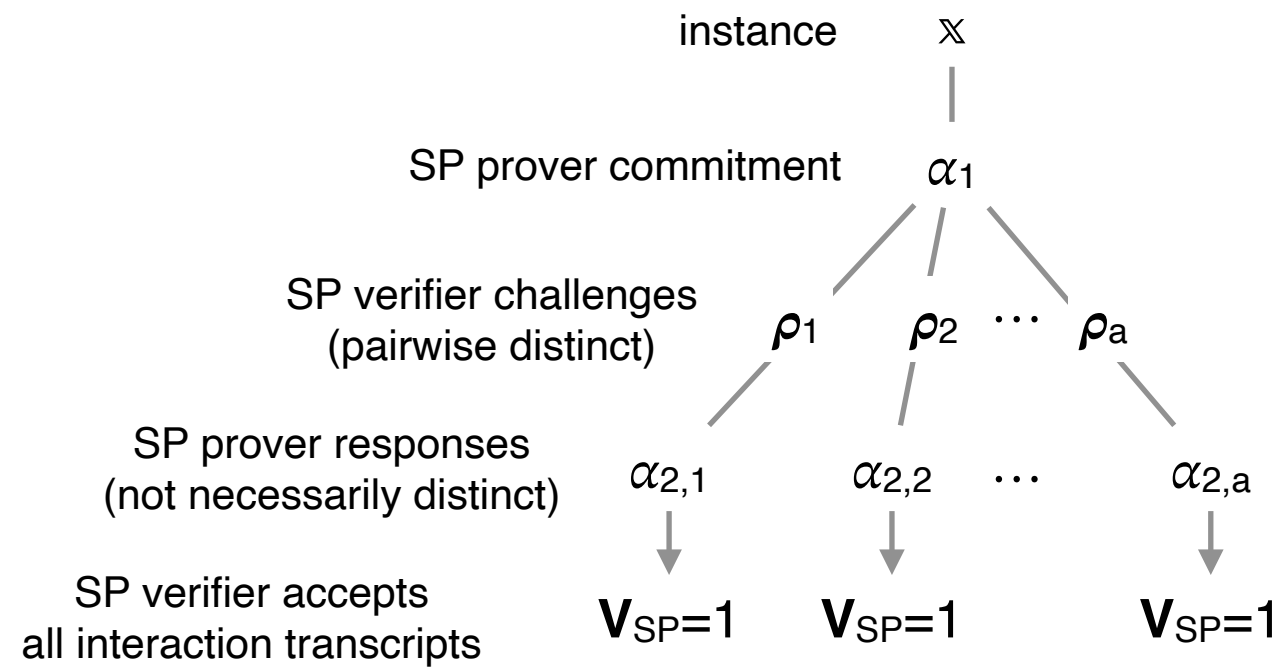 instance 𝕩
SP prover commitment α1
SP verifier challenges
(pairwise distinct)
ρ1 ρ2 ⋯ ρa
SP prover responses
(not necessarily distinct)
α2,1 α2,2 ⋯ α2,a
SP verifier accepts
all interaction transcripts
VSP=1 VSP=1 VSP=1